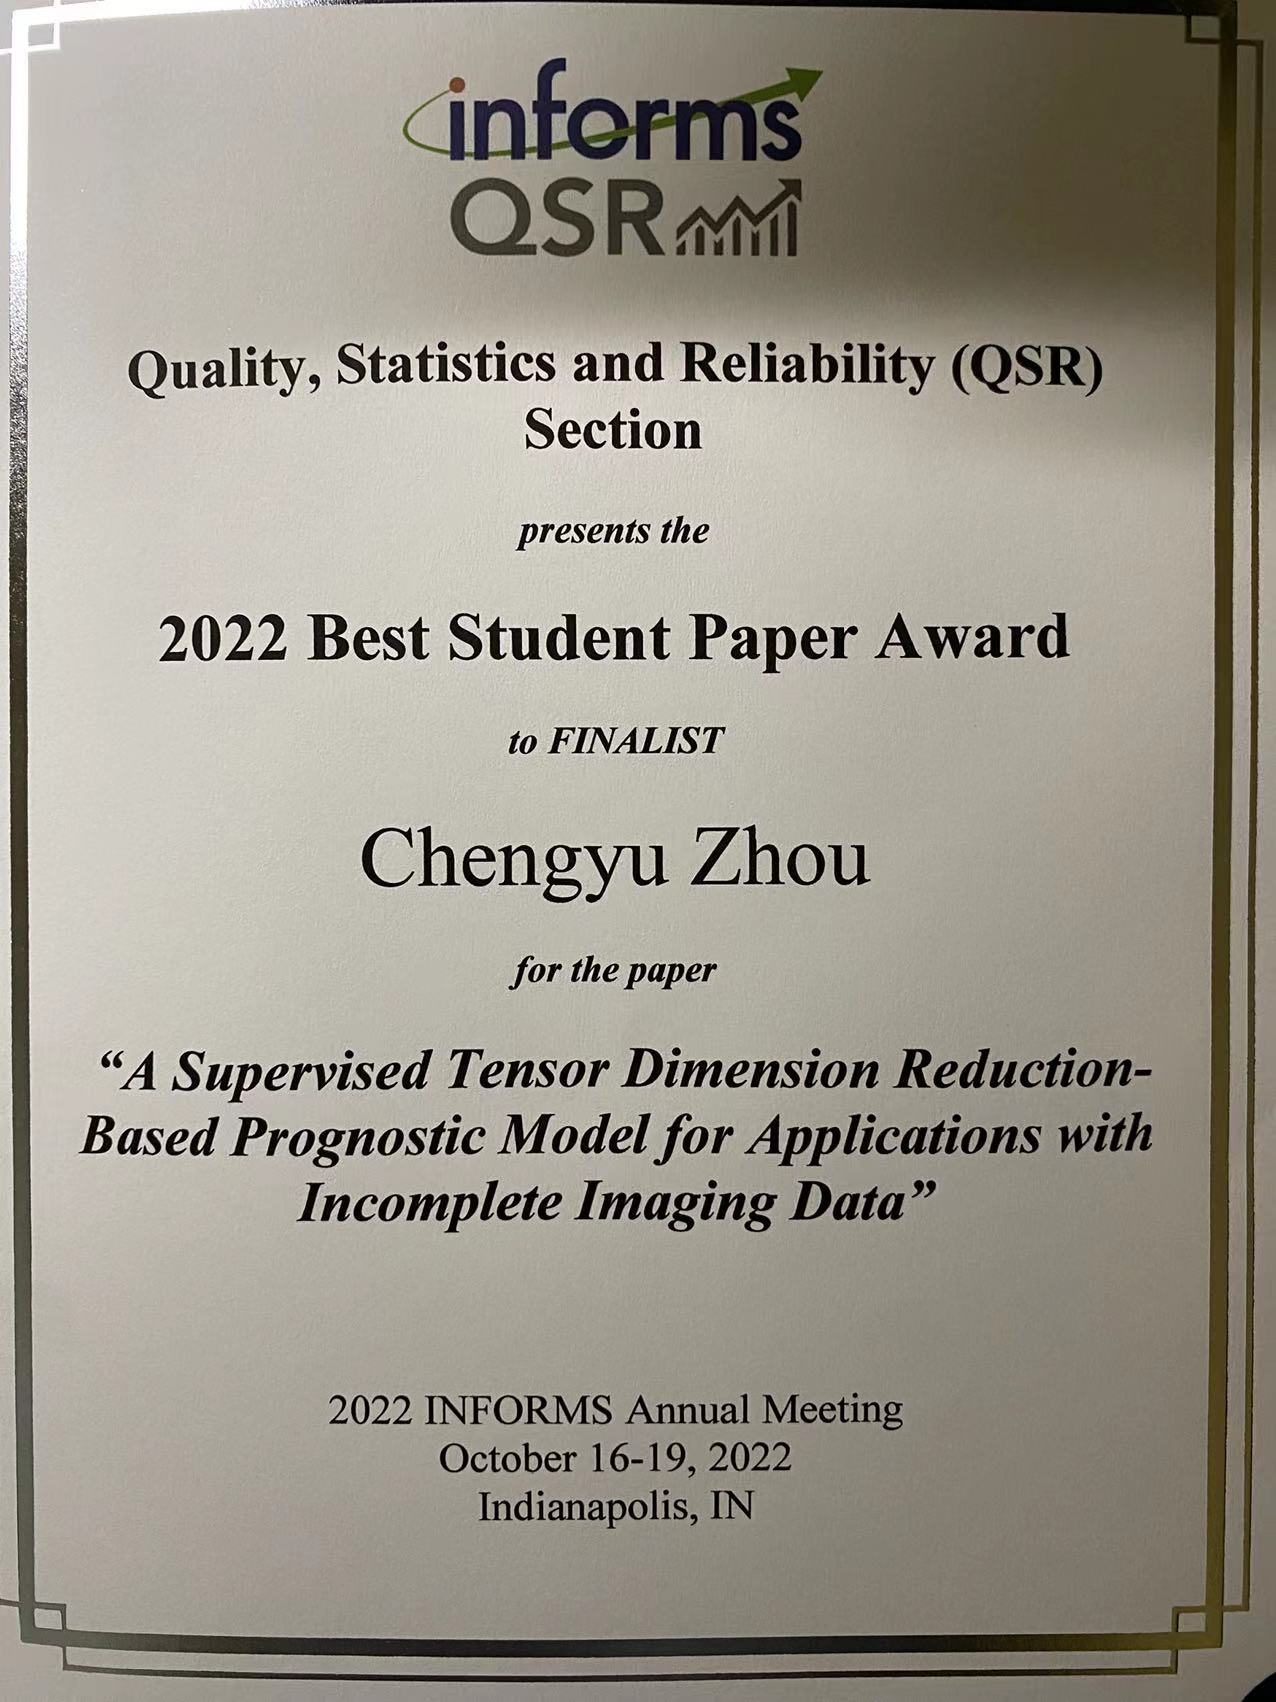 informs
QSR
Quality, Statistics and Reliability (QSR)
Section
presents the
2022 Best Student Paper Award
to FINALIST
Chengyu Zhou
for the paper
“A Supervised Tensor Dimension Reduction-
Based Prognostic Model for Applications with
Incomplete Imaging Data”
2022 INFORMS Annual Meeting
October 16-19, 2022
Indianapolis, IN